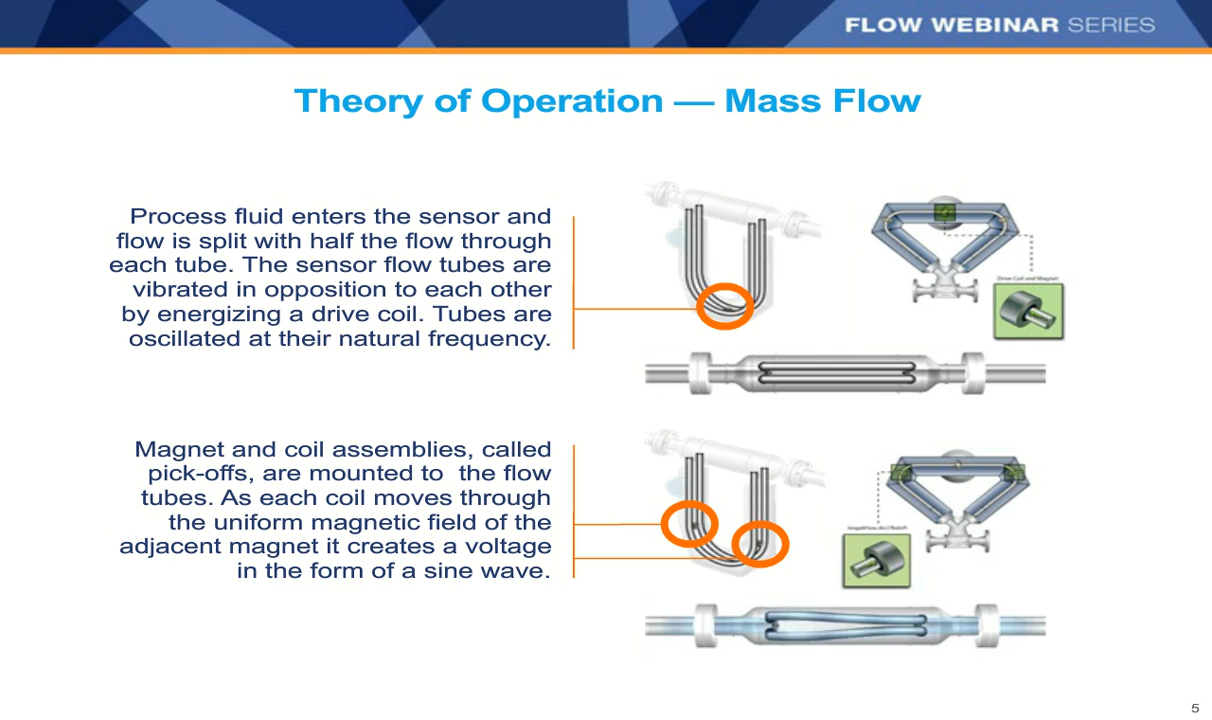 FLOW WEBINAR SERIES
Theory of Operation — Mass Flow
Process fluid enters the sensor and
flow is split with half the flow through
each tube. The sensor flow tubes are
vibrated in opposition to each other
by energizing a drive coil. Tubes are
oscillated at their natural frequency.
Drive Coil and Magnet
Magnet and coil assemblies, called
pick-offs, are mounted to  the flow
tubes. As each coil moves through
the uniform magnetic field of the
adjacent magnet it creates a voltage
in the form of a sine wave.
5